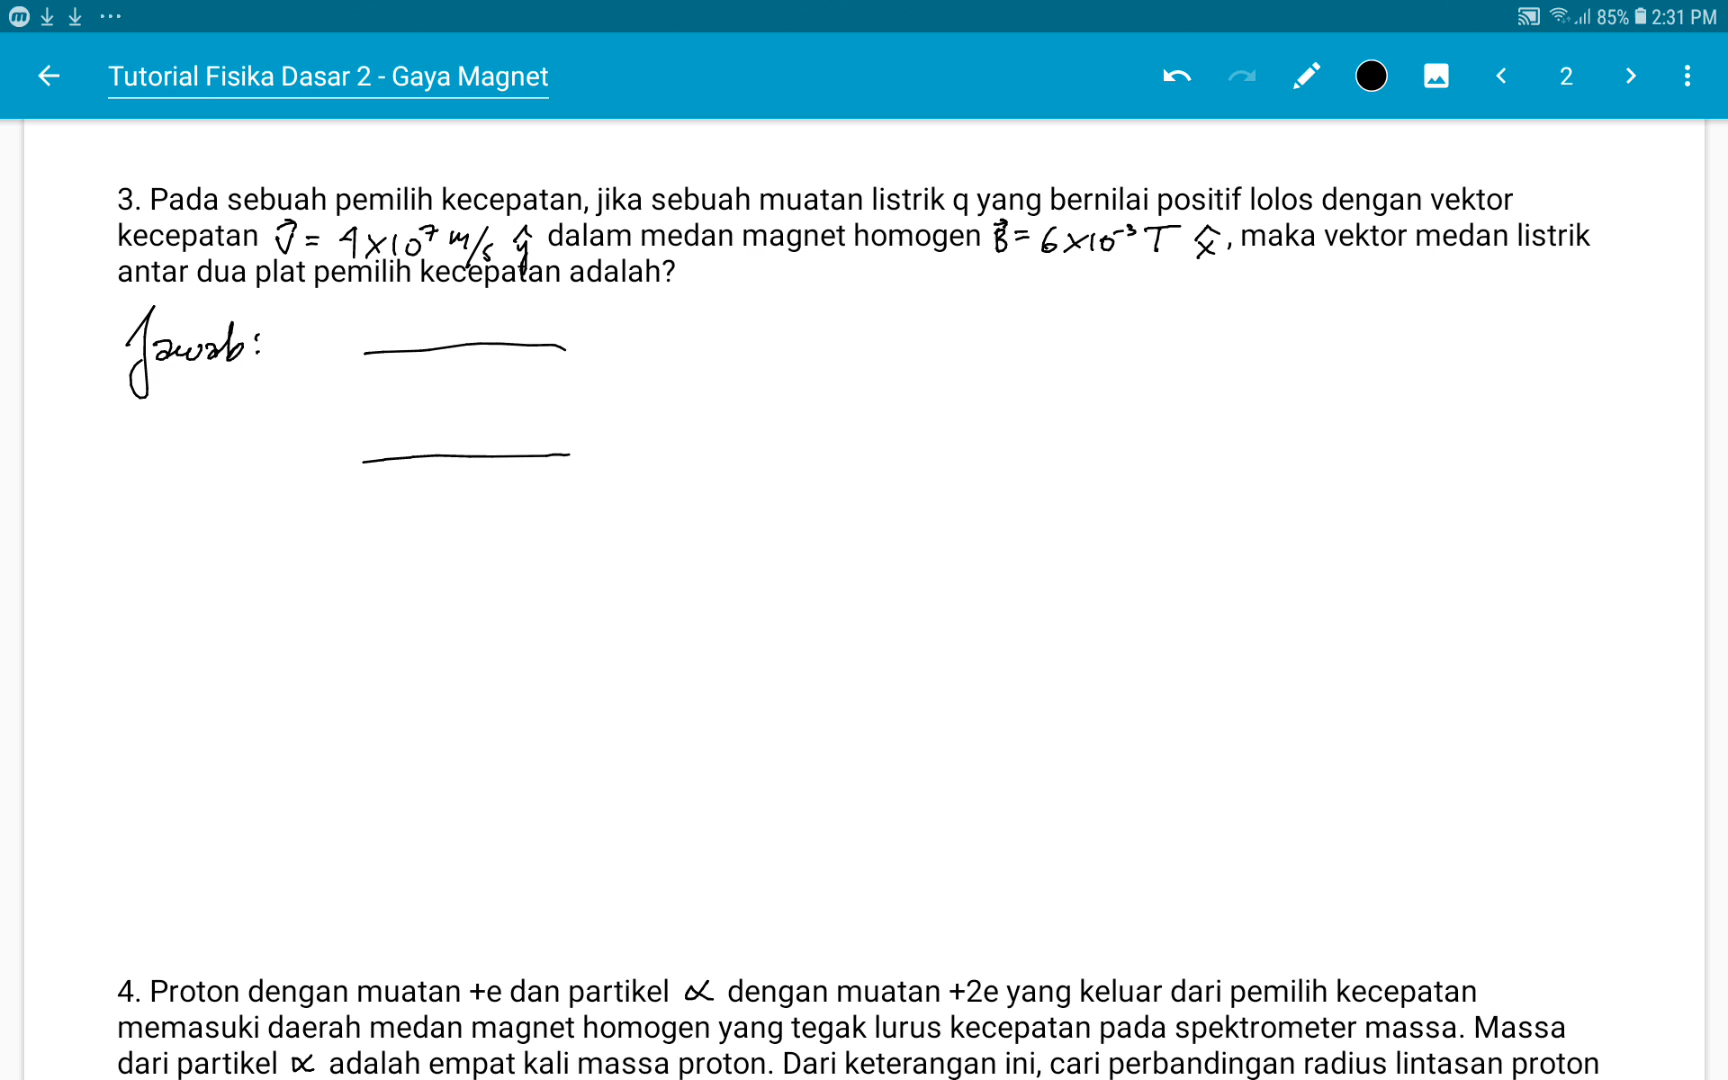 85% 2:31 PM
Tutorial Fisika Dasar 2 - Gaya Magnet
2
3. Pada sebuah pemilih kecepatan, jika sebuah muatan listrik q yang bernilai positif lolos dengan vektor
kecepatan v⃗ = 4×10⁷ m/s ŷ dalam medan magnet homogen B⃗ = 6×10⁻³ T x̂, maka vektor medan listrik
antar dua plat pemilih kecepatan adalah?
Jawab:
4. Proton dengan muatan +e dan partikel α dengan muatan +2e yang keluar dari pemilih kecepatan
memasuki daerah medan magnet homogen yang tegak lurus kecepatan pada spektrometer massa. Massa
dari partikel α adalah empat kali massa proton. Dari keterangan ini, cari perbandingan radius lintasan proton